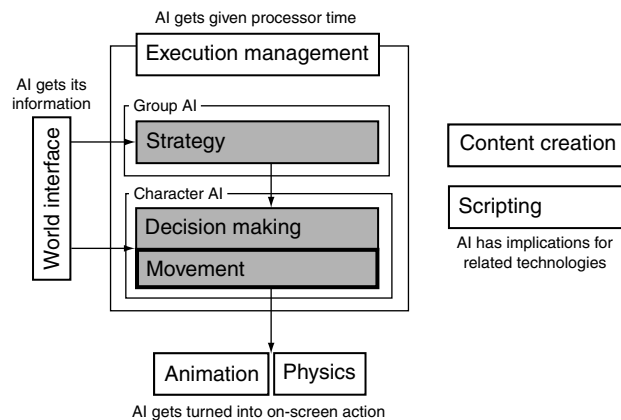 AI gets given processor time
Execution management
AI gets its
information
Group AI
Strategy
World interface
Character AI
Decision making
Movement
Content creation
Scripting
AI has implications for
related technologies
Animation
Physics
AI gets turned into on-screen action